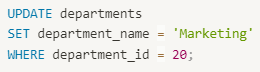 UPDATE departments
SET department_name = 'Marketing'
WHERE department_id = 20;